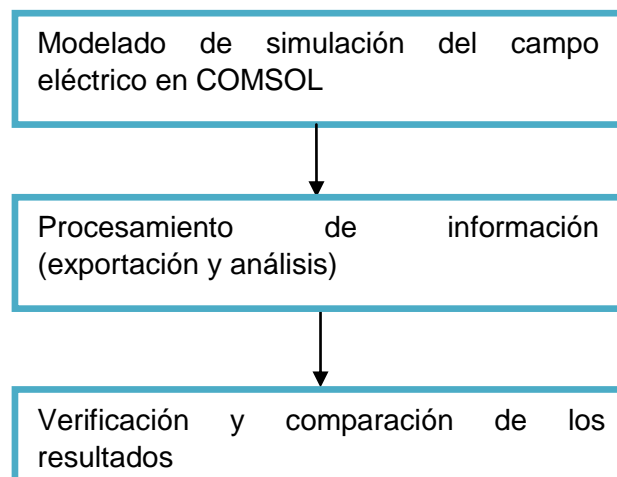 Modelado de simulación del campo
eléctrico en COMSOL
Procesamiento de información
(exportación y análisis)
Verificación y comparación de los
resultados